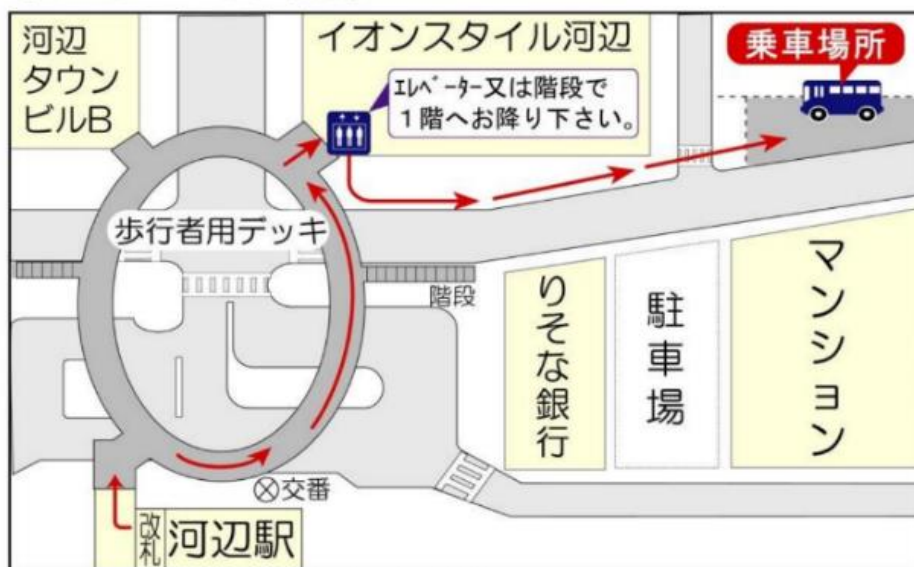 河辺
タウン
ビルB
イオンスタイル河辺
乗車場所
エレベーター又は階段で
1階へお降り下さい。
歩行者用デッキ
階段
りそな銀行
駐車場
マンション
交番
改札
河辺駅